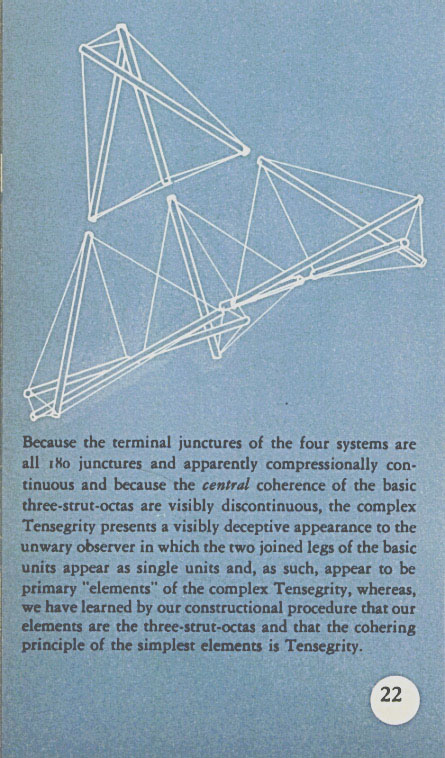 Because the terminal junctures of the four systems are
all 180 junctures and apparently compressionally con-
tinuous and because the central coherence of the basic
three-strut-octas are visibly discontinuous, the complex
Tensegrity presents a visibly deceptive appearance to the
unwary observer in which the two joined legs of the basic
units appear as single units and, as such, appear to be
primary "elements" of the complex Tensegrity, whereas,
we have learned by our constructional procedure that our
elements are the three-strut-octas and that the cohering
principle of the simplest elements is Tensegrity.
22